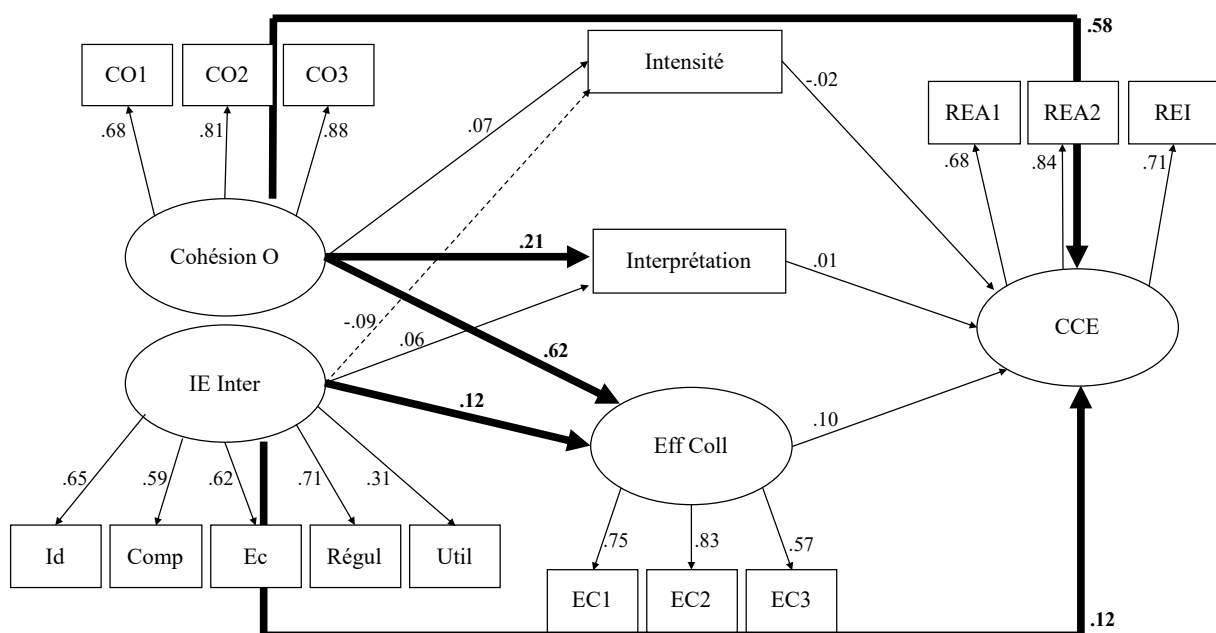 .58
CO1
CO2
CO3
Intensité
-.02
REA1
REA2
REI
.68
.81
.88
.07
.68
.84
.71
Cohésion O
.21
Interprétation
.01
-.09
.06
CCE
IE Inter
.62
.12
.10
Eff Coll
.65
.59
.62
.71
.31
Id
Comp
Ec
Régul
Util
.75
.83
.57
EC1
EC2
EC3
.12